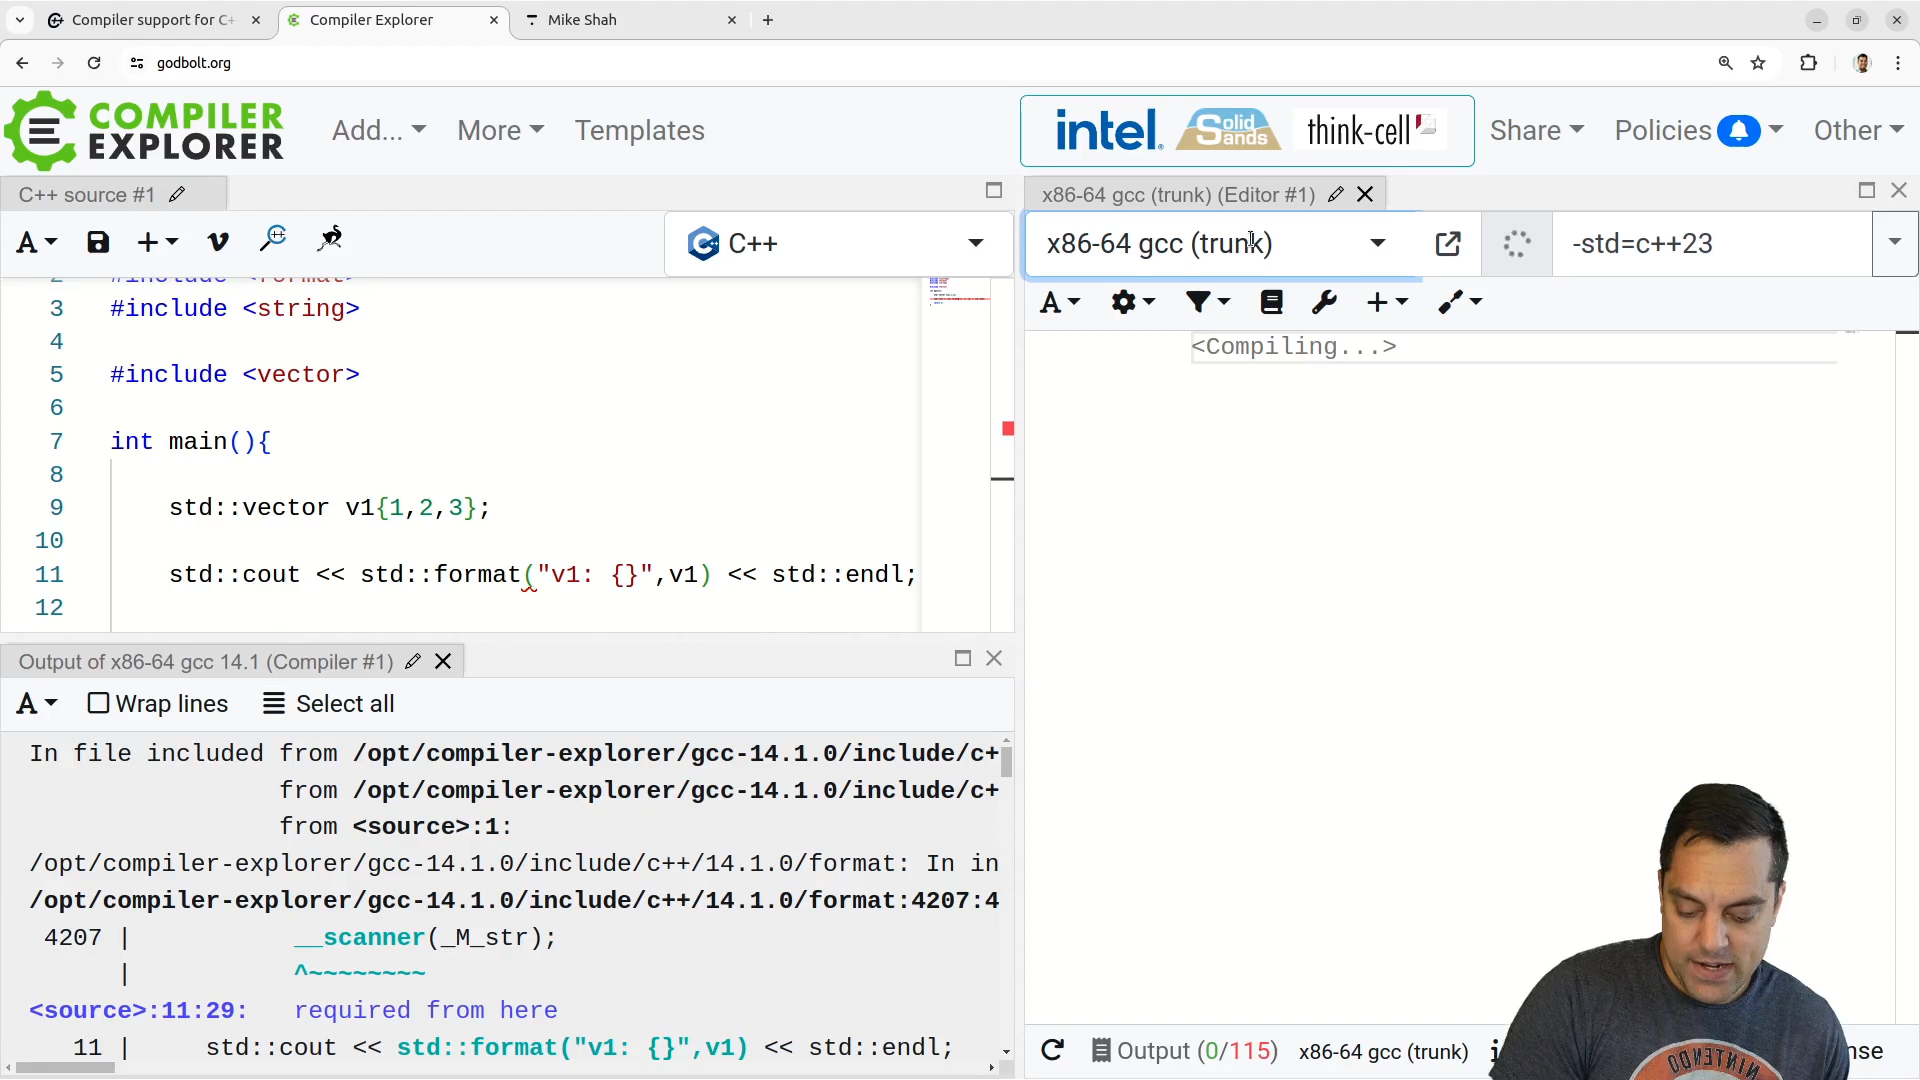 Compiler support for C+
Compiler Explorer
Mike Shah
godbolt.org
COMPILER
EXPLORER
Add...
More
Templates
intel.
Solid
Sands
think-cell
Share
Policies
Other
C++ source #1
x86-64 gcc (trunk) (Editor #1)
A
C++
x86-64 gcc (trunk)
-std=c++23
A
<Compiling...>
2 #include <format>
3 #include <string>
4
5 #include <vector>
6
7 int main(){
8
9 std::vector v1{1,2,3};
10
11 std::cout << std::format("v1: {}",v1) << std::endl;
12
Output of x86-64 gcc 14.1 (Compiler #1)
A Wrap lines Select all
In file included from /opt/compiler-explorer/gcc-14.1.0/include/c+
from /opt/compiler-explorer/gcc-14.1.0/include/c+
from <source>:1:
/opt/compiler-explorer/gcc-14.1.0/include/c++/14.1.0/format: In in
/opt/compiler-explorer/gcc-14.1.0/include/c++/14.1.0/format:4207:4
4207 | __scanner(_M_str);
| ^~~~~~~~~
<source>:11:29: required from here
11 | std::cout << std::format("v1: {}",v1) << std::endl;
Output (0/115) x86-64 gcc (trunk) i
nse
NINTENDO